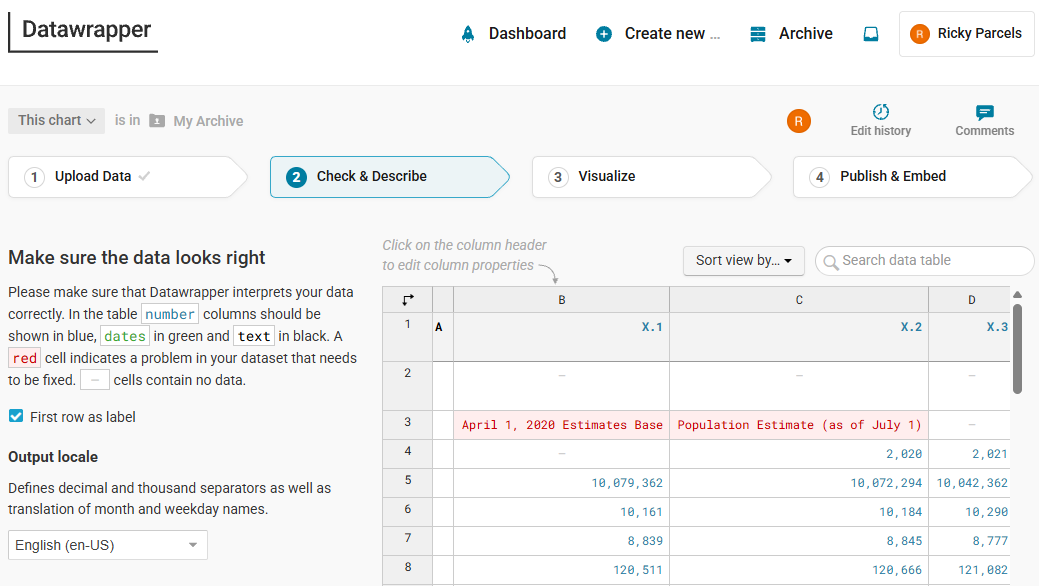 Datawrapper
Dashboard
Create new ...
Archive
R
Ricky Parcels
This chart
is in
My Archive
R
Edit history
Comments
1 Upload Data
2 Check & Describe
3 Visualize
4 Publish & Embed
Make sure the data looks right
Please make sure that Datawrapper interprets your data
correctly. In the table number columns should be
shown in blue, dates in green and text in black. A
red cell indicates a problem in your dataset that needs
to be fixed. – cells contain no data.
First row as label
Output locale
Defines decimal and thousand separators as well as
translation of month and weekday names.
English (en-US)
Click on the column header
to edit column properties
Sort view by...
Search data table
B C D
1 A X.1 X.2 X.3
2 – – –
3 April 1, 2020 Estimates Base Population Estimate (as of July 1) –
4 – 2,020 2,021
5 10,079,362 10,072,294 10,042,362
6 10,161 10,184 10,290
7 8,839 8,845 8,777
8 120,511 120,666 121,082